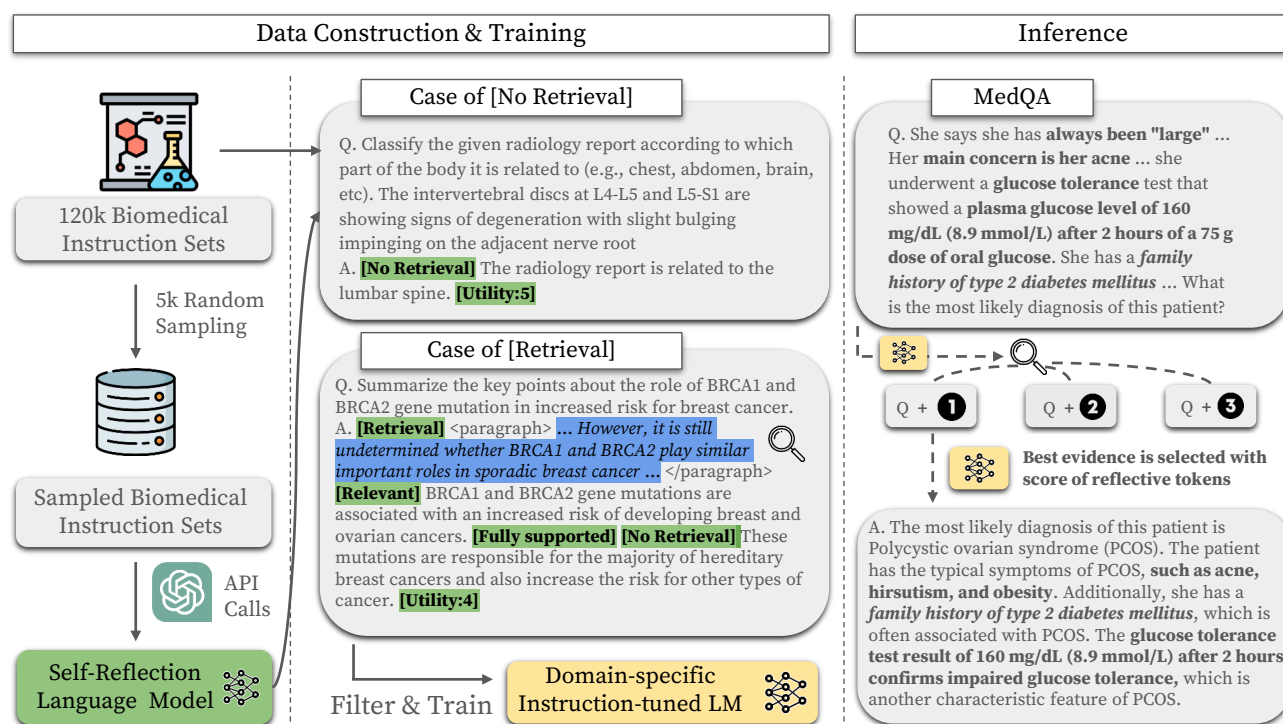 Data Construction & Training
Inference
120k Biomedical
Instruction Sets
5k Random
Sampling
Sampled Biomedical
Instruction Sets
API
Calls
Self-Reflection
Language Model
Case of [No Retrieval]
Q. Classify the given radiology report according to which
part of the body it is related to (e.g., chest, abdomen, brain,
etc). The intervertebral discs at L4-L5 and L5-S1 are
showing signs of degeneration with slight bulging
impinging on the adjacent nerve root
A. [No Retrieval] The radiology report is related to the
lumbar spine. [Utility:5]
Case of [Retrieval]
Q. Summarize the key points about the role of BRCA1 and
BRCA2 gene mutation in increased risk for breast cancer.
A. [Retrieval] <paragraph> ... However, it is still
undetermined whether BRCA1 and BRCA2 play similar
important roles in sporadic breast cancer ... </paragraph>
[Relevant] BRCA1 and BRCA2 gene mutations are
associated with an increased risk of developing breast and
ovarian cancers. [Fully supported] [No Retrieval] These
mutations are responsible for the majority of hereditary
breast cancers and also increase the risk for other types of
cancer. [Utility:4]
Filter & Train
Domain-specific
Instruction-tuned LM
MedQA
Q. She says she has always been "large" ...
Her main concern is her acne ... she
underwent a glucose tolerance test that
showed a plasma glucose level of 160
mg/dL (8.9 mmol/L) after 2 hours of a 75 g
dose of oral glucose. She has a family
history of type 2 diabetes mellitus ... What
is the most likely diagnosis of this patient?
Q + 1
Q + 2
Q + 3
Best evidence is selected with
score of reflective tokens
A. The most likely diagnosis of this patient is
Polycystic ovarian syndrome (PCOS). The patient
has the typical symptoms of PCOS, such as acne,
hirsutism, and obesity. Additionally, she has a
family history of type 2 diabetes mellitus, which is
often associated with PCOS. The glucose tolerance
test result of 160 mg/dL (8.9 mmol/L) after 2 hours
confirms impaired glucose tolerance, which is
another characteristic feature of PCOS.